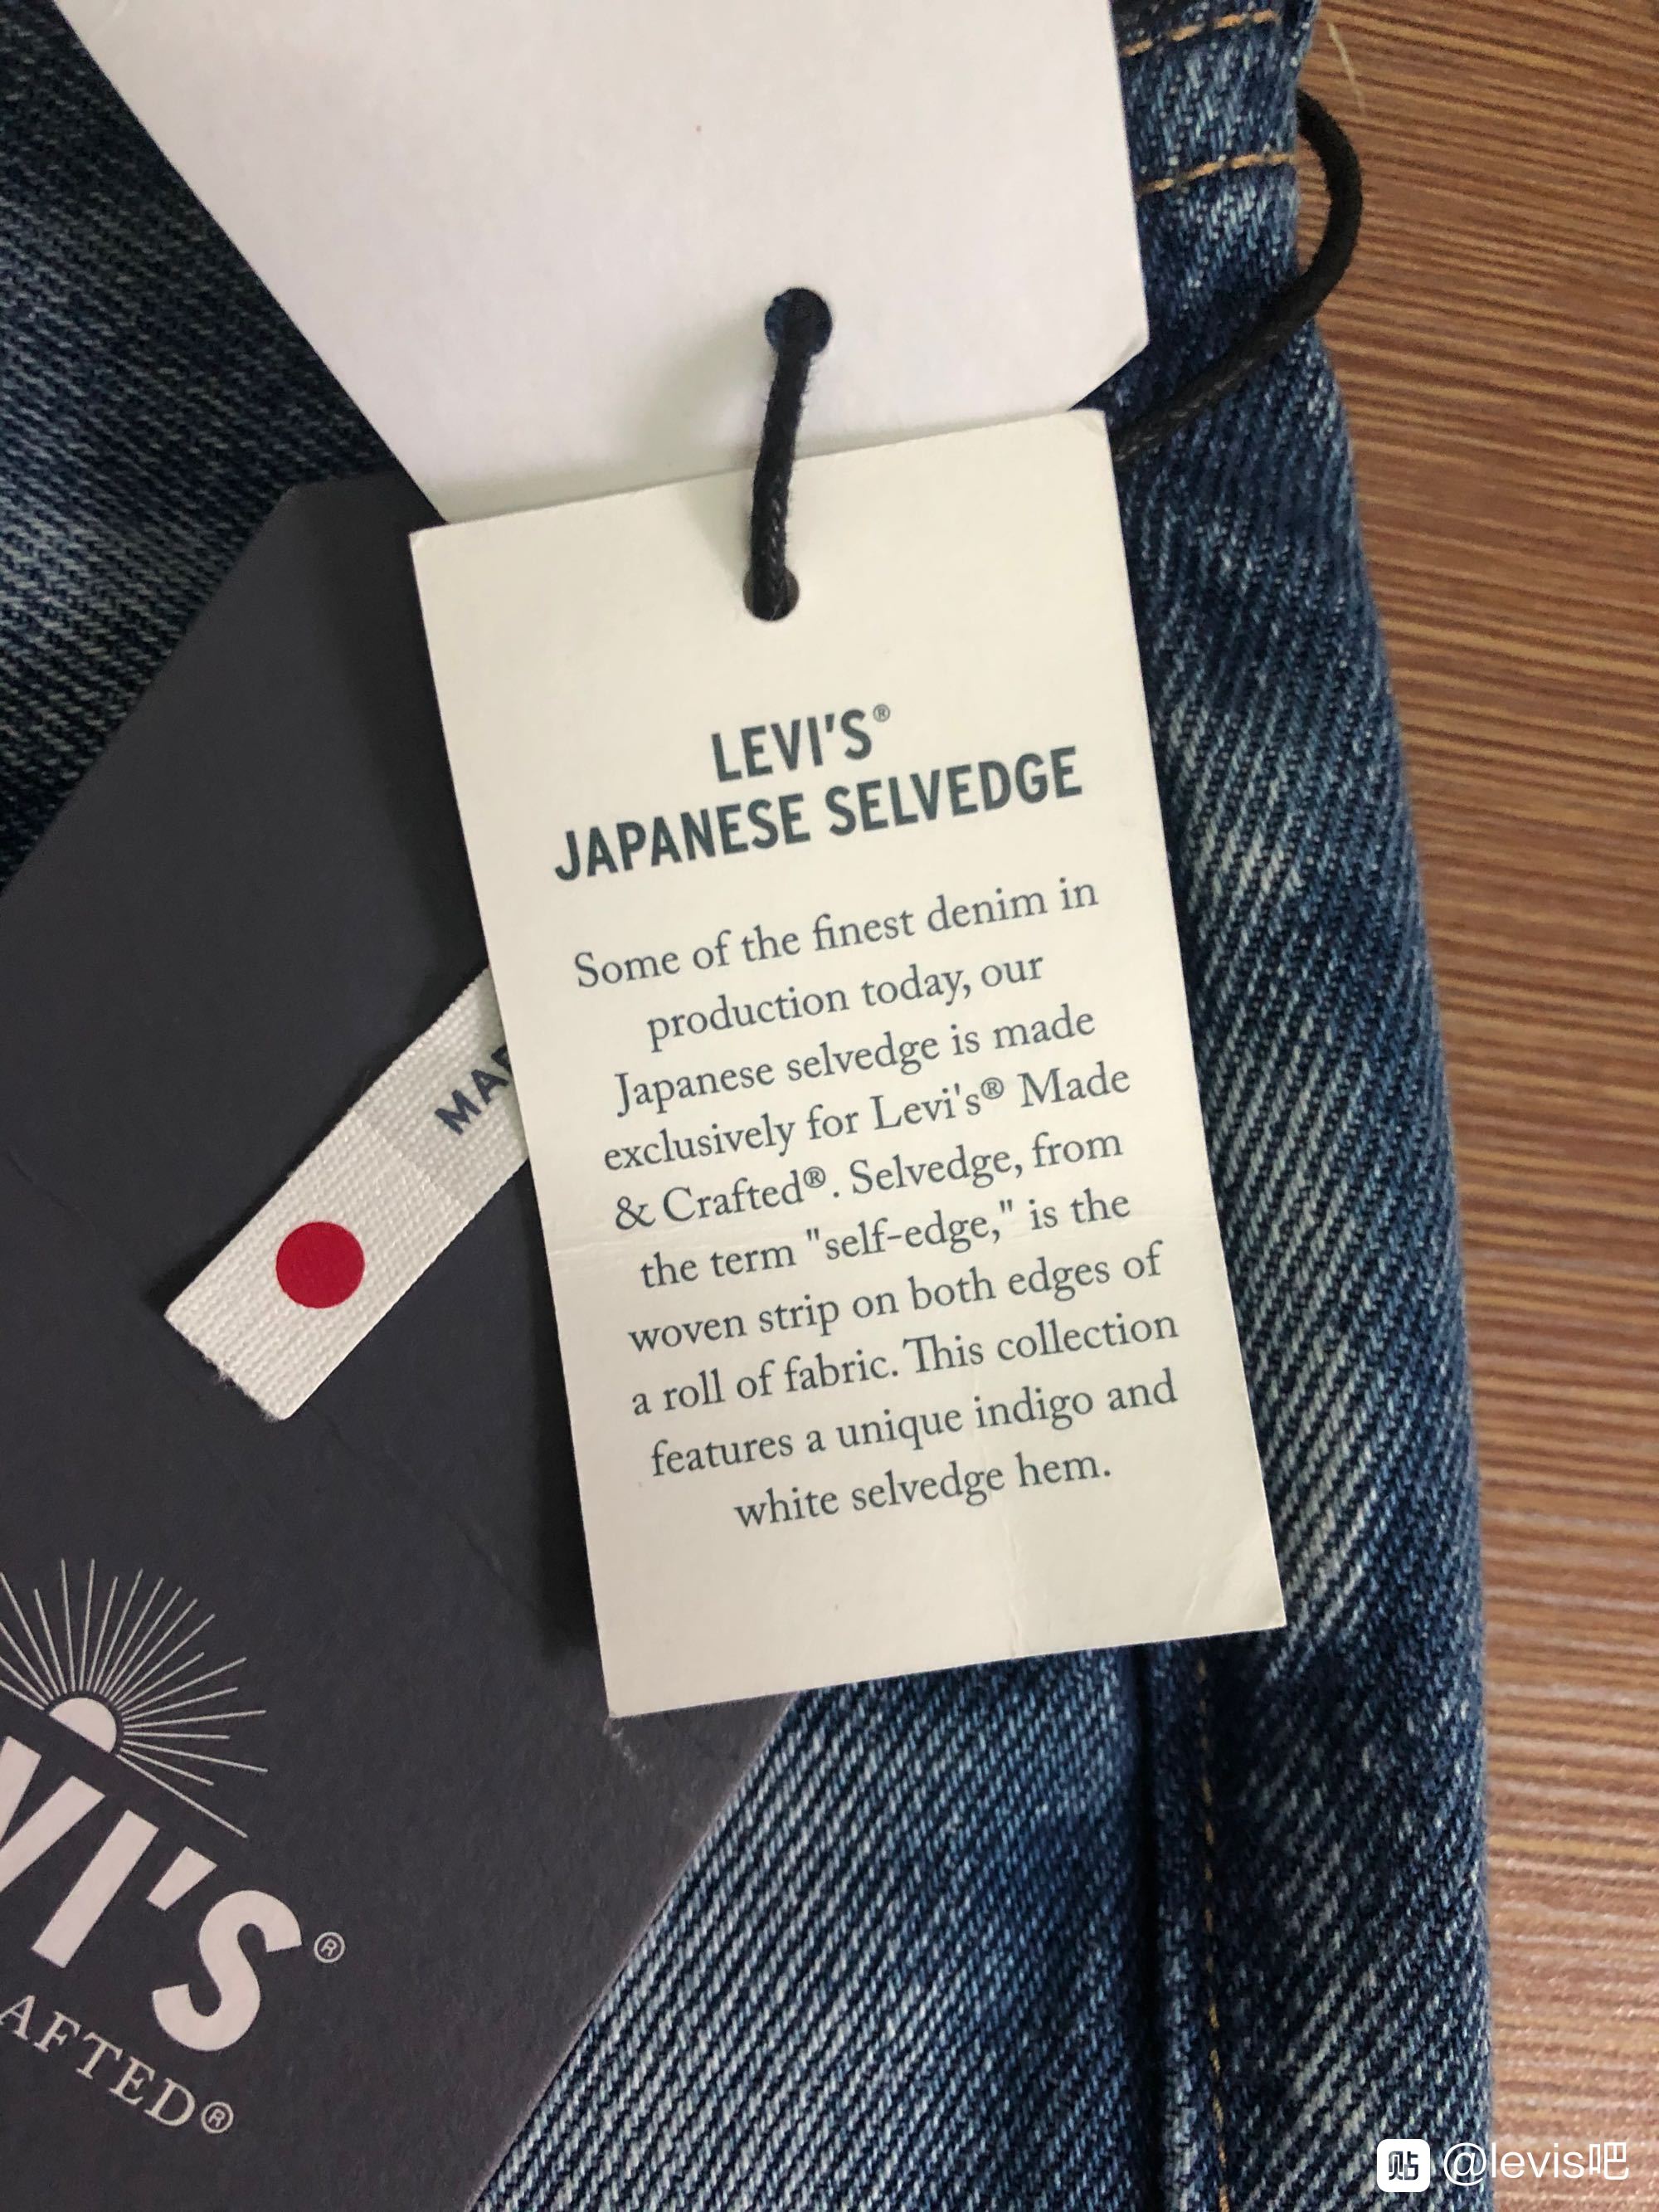 LEVI'S®
JAPANESE SELVEDGE
Some of the finest denim in
production today, our
Japanese selvedge is made
exclusively for Levi's® Made
& Crafted®. Selvedge, from
the term "self-edge," is the
woven strip on both edges of
a roll of fabric. This collection
features a unique indigo and
white selvedge hem.
VI'S®
AFTED®
贴 @levis吧